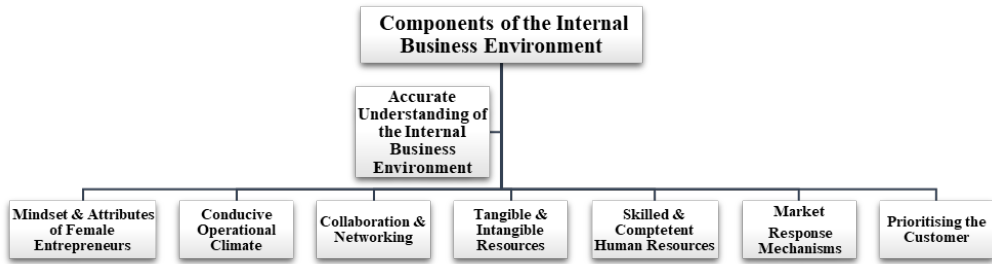 Components of the Internal
Business Environment
Accurate
Understanding of
the Internal
Business
Environment
Mindset & Attributes
of Female
Entrepreneurs
Conducive
Operational
Climate
Collaboration &
Networking
Tangible &
Intangible
Resources
Skilled &
Comptetent
Human Resources
Market
Response
Mechanisms
Prioritising the
Customer